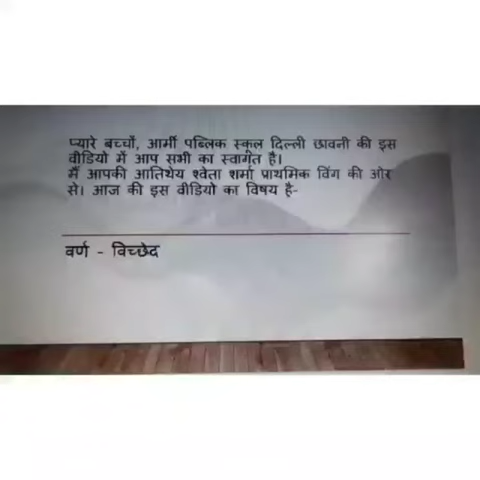 प्यारे बच्चों, आर्मी पब्लिक स्कूल दिल्ली छावनी की इस
वीडियो में आप सभी का स्वागत है।
मैं आपकी आतिथेय श्वेता शर्मा प्राथमिक विंग की ओर
से। आज की इस वीडियो का विषय है-
वर्ण - विच्छेद